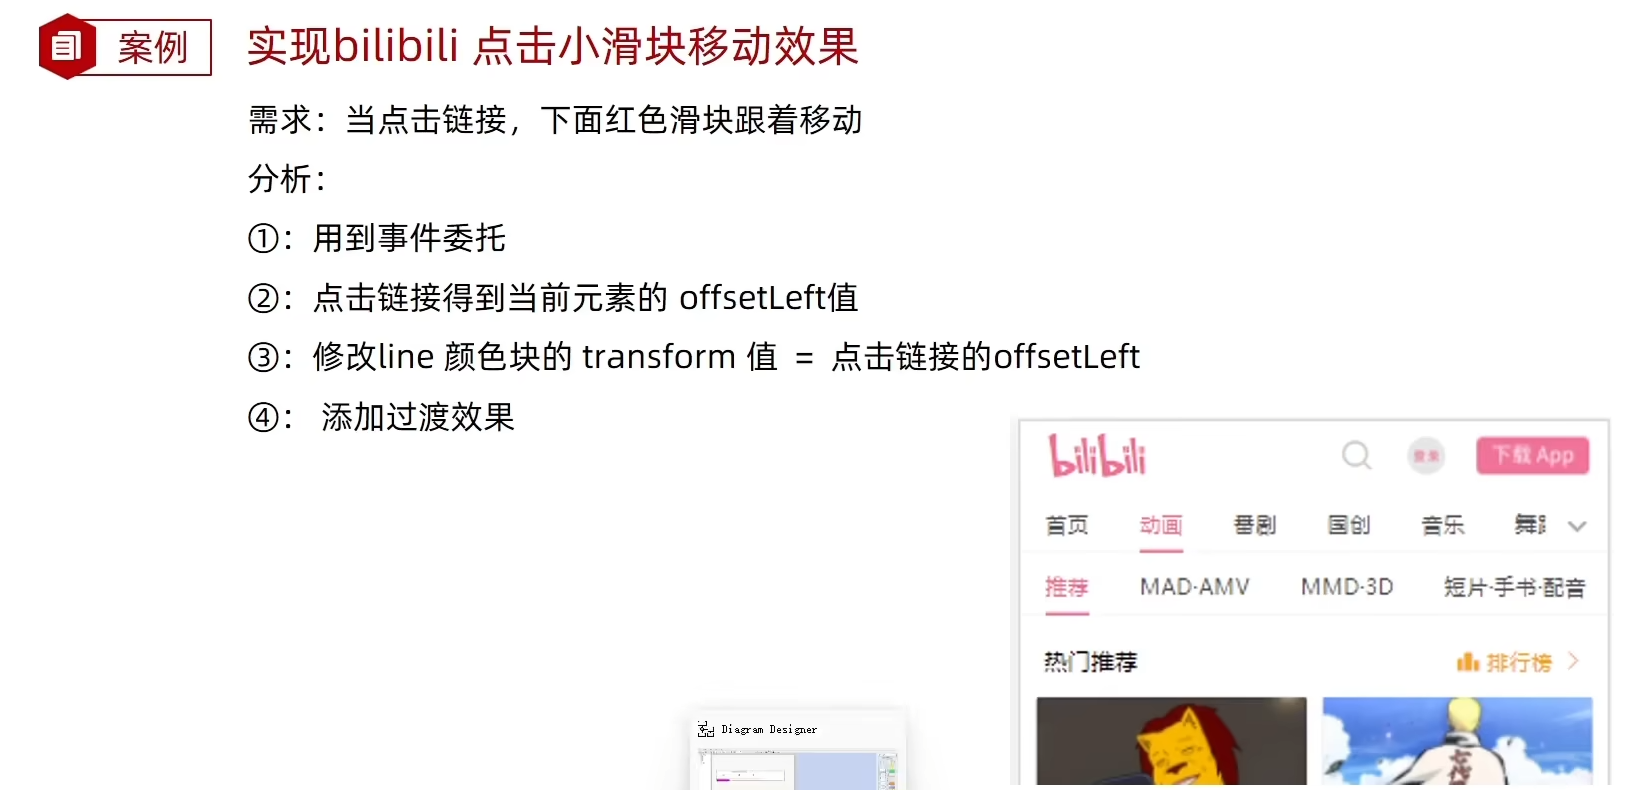 案例
实现bilibili 点击小滑块移动效果
需求：当点击链接，下面红色滑块跟着移动
分析：
①：用到事件委托
②：点击链接得到当前元素的 offsetLeft值
③：修改line 颜色块的 transform 值 = 点击链接的offsetLeft
④： 添加过渡效果
bilibili 登录 下载 App
首页 动画 番剧 国创 音乐
推荐 MAD·AMV MMD·3D 短片·手书·配音
热门推荐 排行榜
Diagram Designer